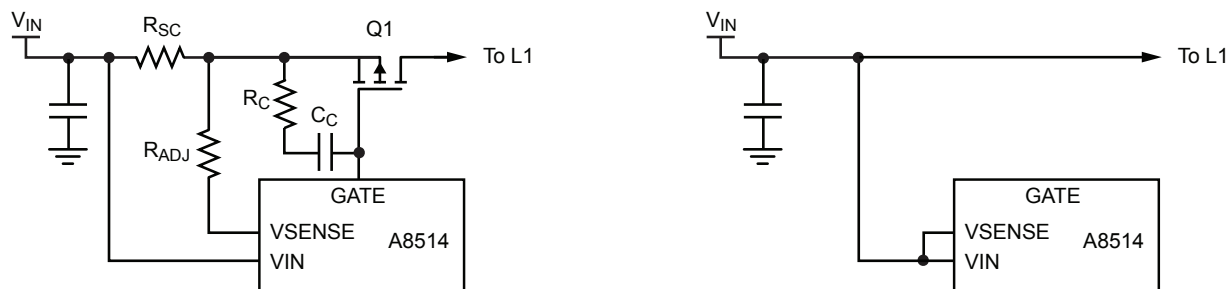 VIN
RSC
Q1
To L1
RC
CC
RADJ
GATE
VSENSE
A8514
VIN
VIN
To L1
GATE
VSENSE
A8514
VIN